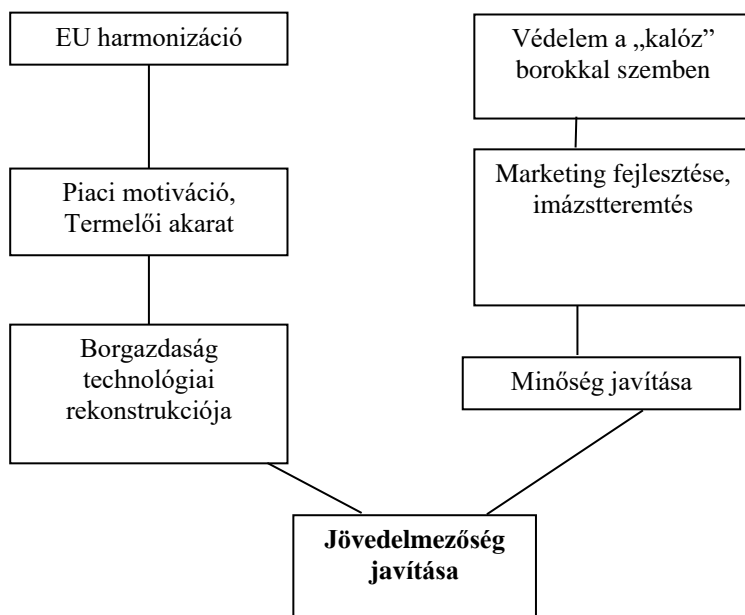 EU harmonizáció
Piaci motiváció,
Termelői akarat
Borgazdaság
technológiai
rekonstrukciója
Védelem a „kalóz”
borokkal szemben
Marketing fejlesztése,
imázstteremtés
Minőség javítása
Jövedelmezőség
javítása